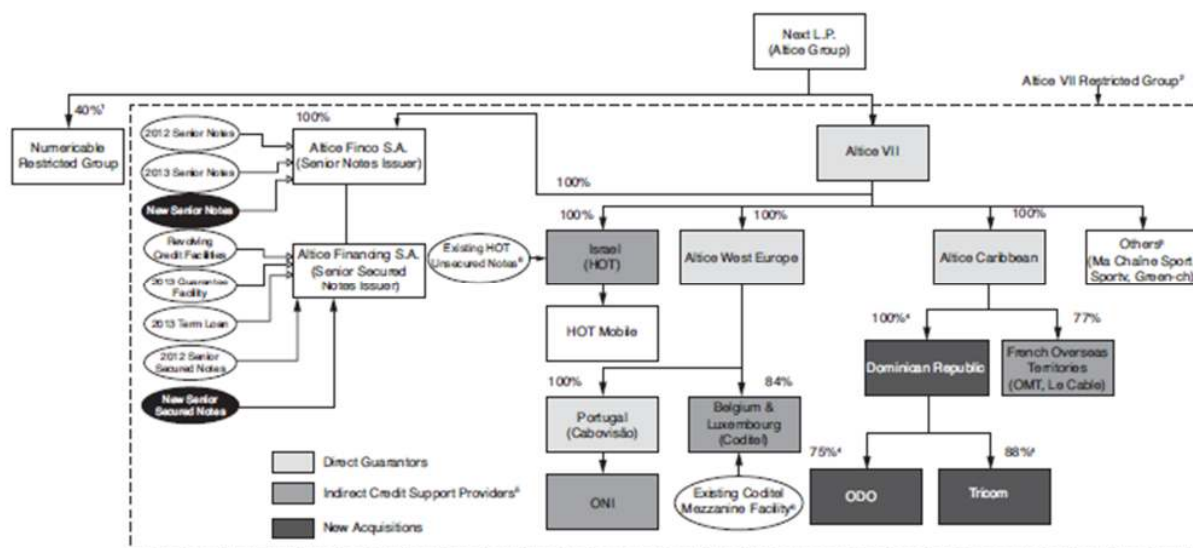 Next L.P.
(Altice Group)
Altice VII Restricted Group²
40%¹
Numericable
Restricted Group
2012 Senior Notes
2013 Senior Notes
New Senior Notes
100%
Altice Finco S.A.
(Senior Notes Issuer)
Altice VII
100%
Revolving
Credit Facilities
2013 Guarantee
Facility
2013 Term Loan
2012 Senior
Secured Notes
New Senior
Secured Notes
Altice Financing S.A.
(Senior Secured
Notes Issuer)
Existing HOT
(Unsecured Notes
100%
Israel
(HOT)
HOT Mobile
100%
Altice West Europe
100%
Altice Caribbean
Others
(Ma Chaîne Sport,
Sportv, Green-ch)
100%
Portugal
(Cabovisão)
ONI
84%
Belgium &
Luxembourg
(Coditel)
Existing Coditel
Mezzanine Facility
100%⁴
Dominican Republic
77%
French Overseas
Territories
(OMT, Le Cable)
75%⁴
ODO
88%
Tricom
Direct Guarantors
Indirect Credit Support Providers
New Acquisitions